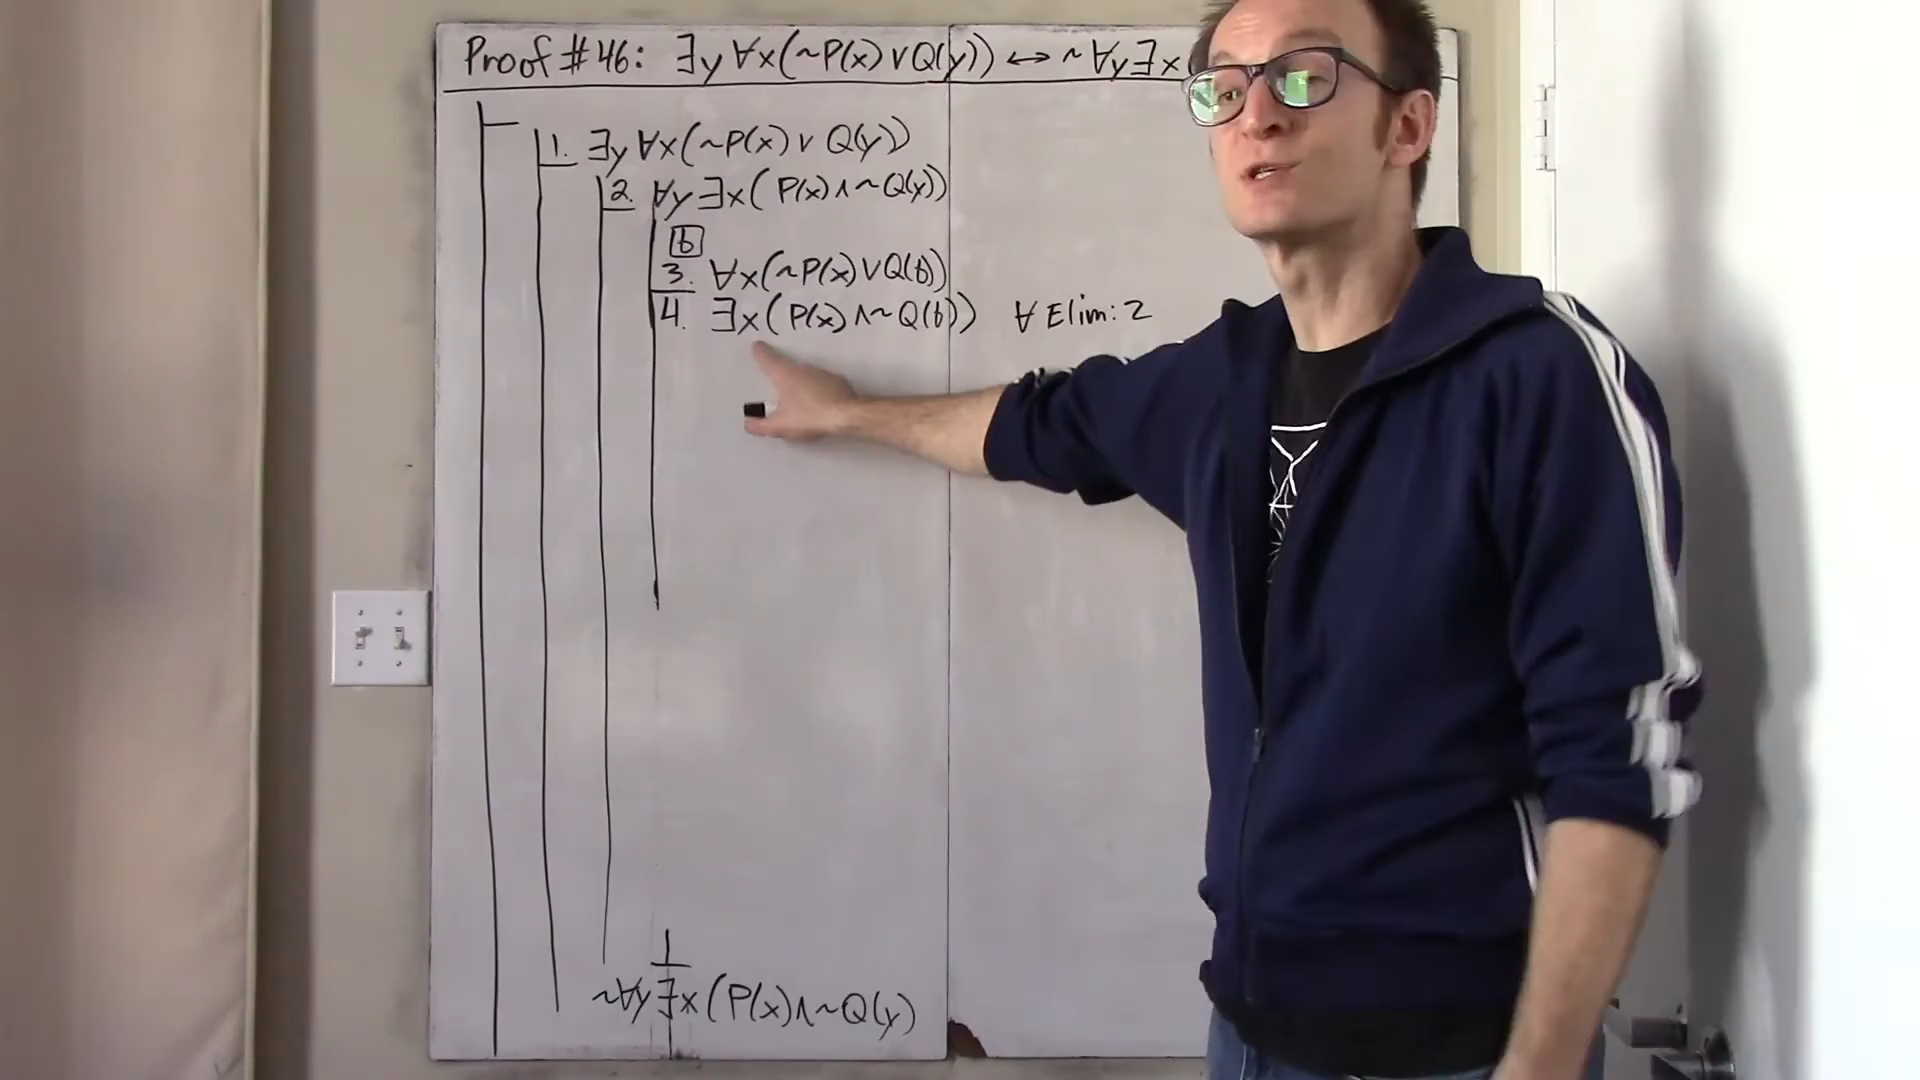 Proof #46: ∃y ∀x(~P(x) ∨ Q(y)) ↔ ~∀y∃x(
1. ∃y ∀x(~P(x) ∨ Q(y))
2. ∀y ∃x(P(x) ∧ ~Q(y))
b
3. ∀x(~P(x) ∨ Q(b))
4. ∃x(P(x) ∧ ~Q(b)) ∀ Elim: 2
⊥
~∀y ∃x(P(x) ∧ ~Q(y)